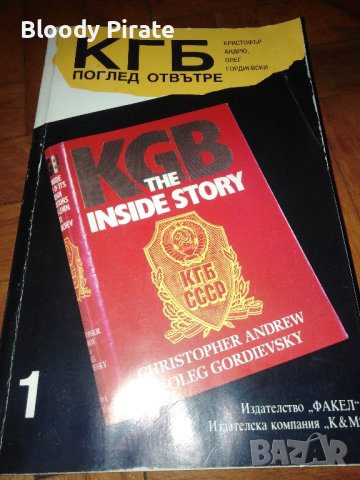 Bloody Pirate
КГБ
ПОГЛЕД ОТВЪТРЕ
КРИСТОФЪР
АНДРЮ,
ОЛЕГ
ГОРДИЕВСКИ
KGB
THE
INSIDE STORY
КГБ
СССР
CHRISTOPHER ANDREW
OLEG GORDIEVSKY
1
Издателство „ФАКЕЛ“
Издателска компания „К&М
BAZAR